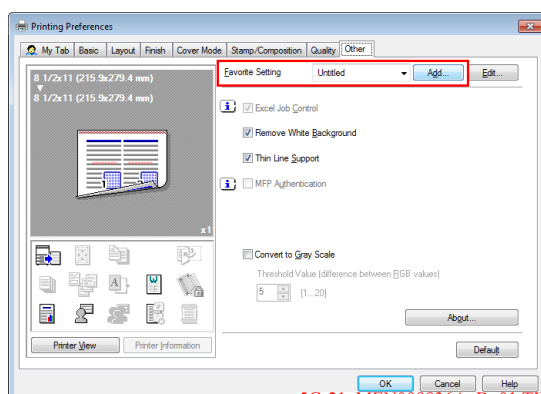 Printing Preferences
My Tab Basic Layout Finish Cover Mode Stamp/Composition Quality Other
8 1/2x11 (215.9x279.4 mm)
8 1/2x11 (215.9x279.4 mm)
x1
Printer View Printer Information
Favorite Setting Untitled Add... Edit...
Excel Job Control
Remove White Background
Thin Line Support
MFP Authentication
Convert to Gray Scale
Threshold Value (difference between RGB values)
5 [1...20]
About...
Default
OK Cancel Help